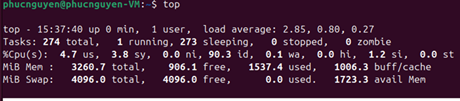 phucnguyen@phucnguyen-VM:~$ top
top - 15:37:40 up 0 min,  1 user,  load average: 2.85, 0.80, 0.27
Tasks: 274 total,   1 running, 273 sleeping,   0 stopped,   0 zombie
%Cpu(s):  4.7 us,  3.8 sy,  0.0 ni, 90.3 id,  0.1 wa,  0.0 hi,  1.2 si,  0.0 st
MiB Mem :   3260.7 total,    906.1 free,   1537.4 used,   1006.3 buff/cache
MiB Swap:   4096.0 total,   4096.0 free,      0.0 used.   1723.3 avail Mem